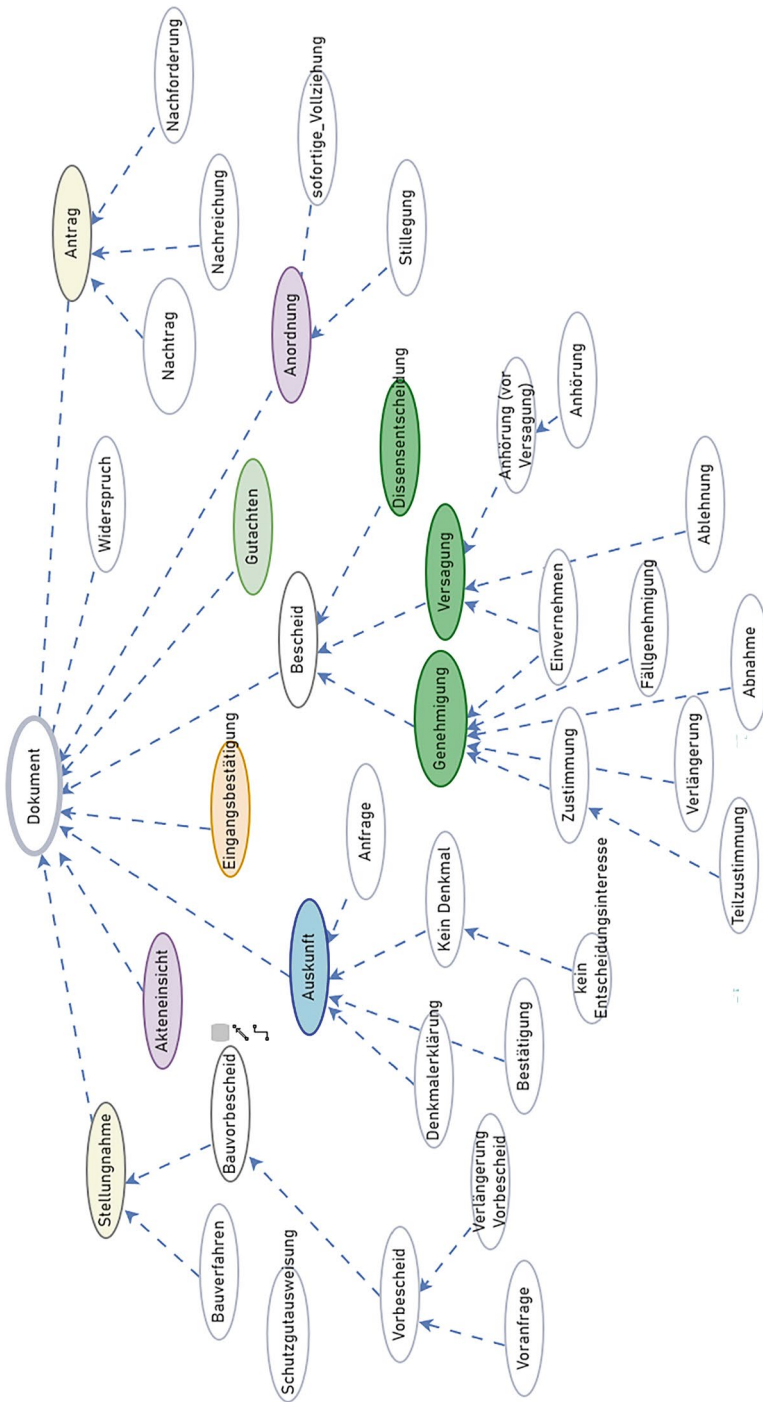 Dokument
Stellungnahme
Akteneinsicht
Eingangsbestätigung
Widerspruch
Antrag
Nachforderung
Nachreichung
Nachtrag
Gutachten
Anordnung
sofortige_Vollziehung
Stillegung
Bauvorbescheid
Bauverfahren
Schutzgutausweisung
Vorbescheid
Verlängerung
Vorbescheid
Voranfrage
Auskunft
Anfrage
Kein Denkmal
kein
Entscheidungsinteresse
Denkmalerklärung
Bestätigung
Bescheid
Dissensentscheidung
Versagung
Genehmigung
Anhörung (vor
Versagung)
Anhörung
Ablehnung
Einvernehmen
Fällgenehmigung
Abnahme
Zustimmung
Verlängerung
Teilzustimmung